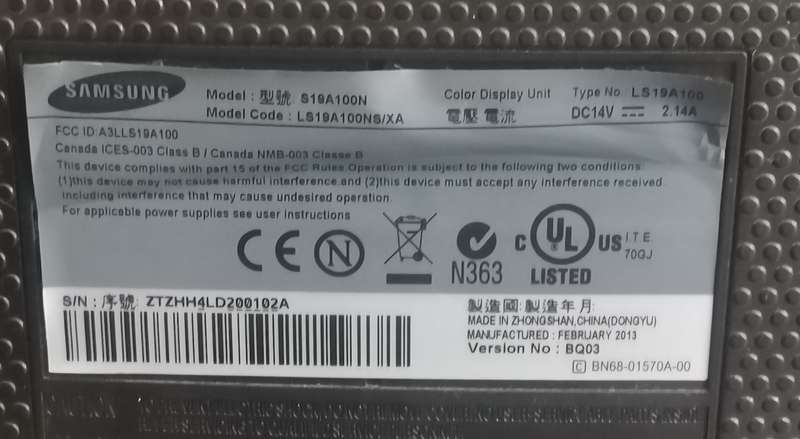 SAMSUNG
Model : 型號 S19A100N
Model Code : LS19A100NS/XA
Color Display Unit
電壓 電流
Type No. LS19A100
DC14V ⎓ 2.14A
FCC ID:A3LLS19A100
Canada ICES-003 Class B / Canada NMB-003 Classe B
This device complies with part 15 of the FCC Rules.Operation is subject to the following two conditions.
(1)this device may not cause harmful interference.and (2)this device must accept any interference received.
including interference that may cause undesired operation.
For applicable power supplies see user instructions
CE N N363 C UL US LISTED I.T.E. 70GJ
S/N : 序號: ZTZHH4LD200102A
製造國: 製造年月:
MADE IN ZHONGSHAN,CHINA(DONGYU)
MANUFACTURED : FEBRUARY 2013
Version No : BQ03
C BN68-01570A-00
CAUTION